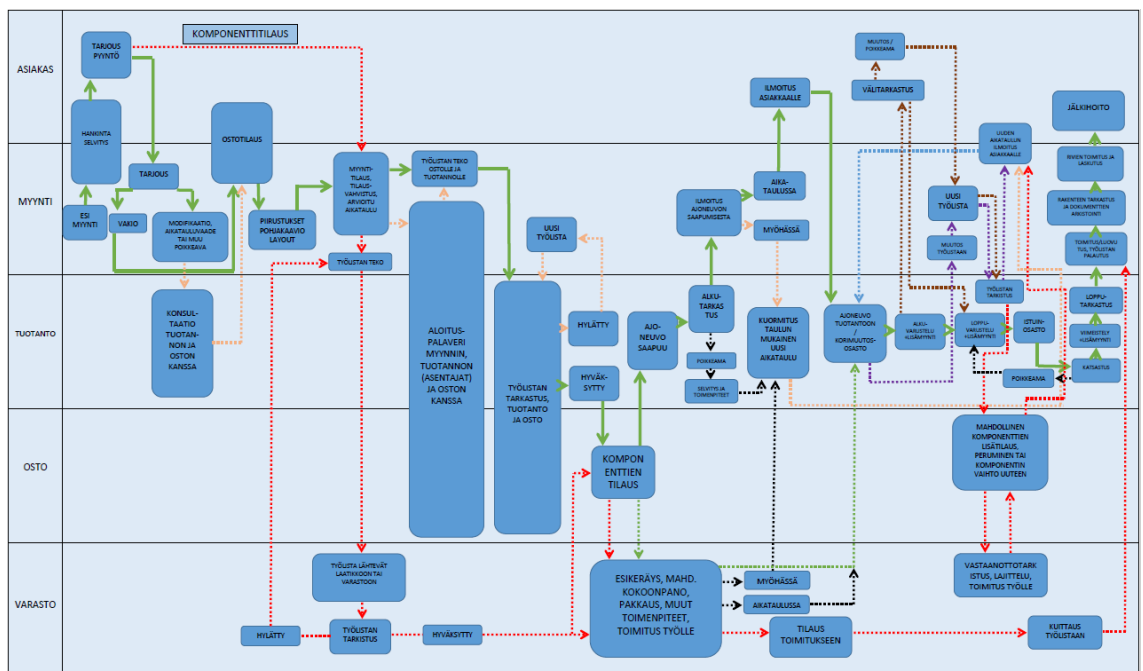 KOMPONENTTITILAUS
ASIAKAS
TARJOUS
PYYNTÖ
HANKINTA
SELVITYS
OSTOTILAUS
ILMOITUS
ASIAKKAALLE
MUUTOS /
POIKKEAMA
VÄLITARKASTUS
UUDEN
AIKATAULUN
ILMOITUS
ASIAKKAALLE
JÄLKIHOITO
MYYNTI
ESI
MYYNTI
TARJOUS
VAKIO
MODIFIKAATIO,
AIKATAULUVAADE
TAI MUU
POIKKEAVA
PIIRUSTUKSET
POHJAKAAVIO
LAYOUT
MYYNTI-
TILAUS,
TILAUS-
VAHVISTUS,
ARVIOITU
AIKATAULU
TYÖLISTAN TEKO
OSTOLLE JA
TUOTANNOLLE
TYÖLISTAN TEKO
UUSI
TYÖLISTA
ILMOITUS
AJONEUVON
SAAPUMISESTA
AIKA-
TAULUSSA
MYÖHÄSSÄ
UUSI
TYÖLISTA
MUUTOS
TYÖLISTAAN
RIVIEN TOIMITUS JA
LASKUTUS
RAKENTEEN TARKASTUS
JA DOKUMENTTIEN
ARKISTOINTI
TOIMITUS/LUOVU
TUS, TYÖLISTAN
PALAUTUS
TUOTANTO
KONSUL-
TAATIO
TUOTAN-
NON JA
OSTON
KANSSA
ALOITUS-
PALAVERI
MYYNNIN,
TUOTANNON
(ASENTAJAT)
JA OSTON
KANSSA
TYÖLISTAN
TARKASTUS,
TUOTANTO
JA OSTO
HYLÄTTY
HYVÄK-
SYTTY
AJO-
NEUVO
SAAPUU
ALKU-
TARKAS
TUS
POIKKEAMA
SELVITYS JA
TOIMENPITEET
KUORMITUS
TAULUN
MUKAINEN
UUSI
AIKATAULU
AJONEUVO
TUOTANTOON
/
KORIMUUTOS-
OSASTO
ALKU-
VARUSTELU
+LISÄMYYNTI
LOPPU-
VARUSTELU
+LISÄMYYNTI
TYÖLISTAN
TARKISTUS
ISTUIN-
OSASTO
POIKKEAMA
LOPPU-
TARKASTUS
VIIMEISTELY
+LISÄMYYNTI
KATSASTUS
OSTO
KOMPON
ENTTIEN
TILAUS
MAHDOLLINEN
KOMPONENTTIEN
LISÄTILAUS,
PERUMINEN TAI
KOMPONENTIN
VAIHTO UUTEEN
VARASTO
TYÖLISTA LÄHTEVÄT
LAATIKKOON TAI
VARASTOON
HYLÄTTY
TYÖLISTAN
TARKISTUS
HYVÄKSYTTY
ESIKERÄYS, MAHD.
KOKOONPANO,
PAKKAUS, MUUT
TOIMENPITEET,
TOIMITUS TYÖLLE
MYÖHÄSSÄ
AIKATAULUSSA
TILAUS
TOIMITUKSEEN
VASTAANOTTOTARK
ISTUS, LAJITTELU,
TOIMITUS TYÖLLE
KUITTAUS
TYÖLISTAAN